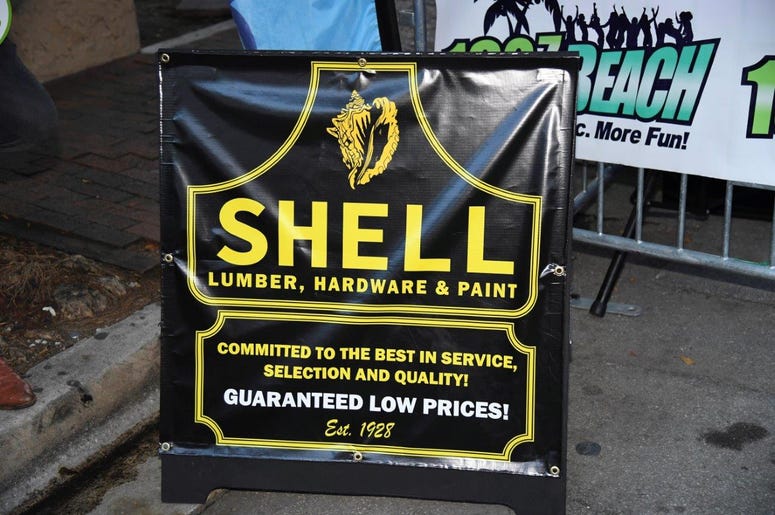 BEACH
c. More Fun!
SHELL
LUMBER, HARDWARE & PAINT
COMMITTED TO THE BEST IN SERVICE,
SELECTION AND QUALITY!
GUARANTEED LOW PRICES!
Est. 1928